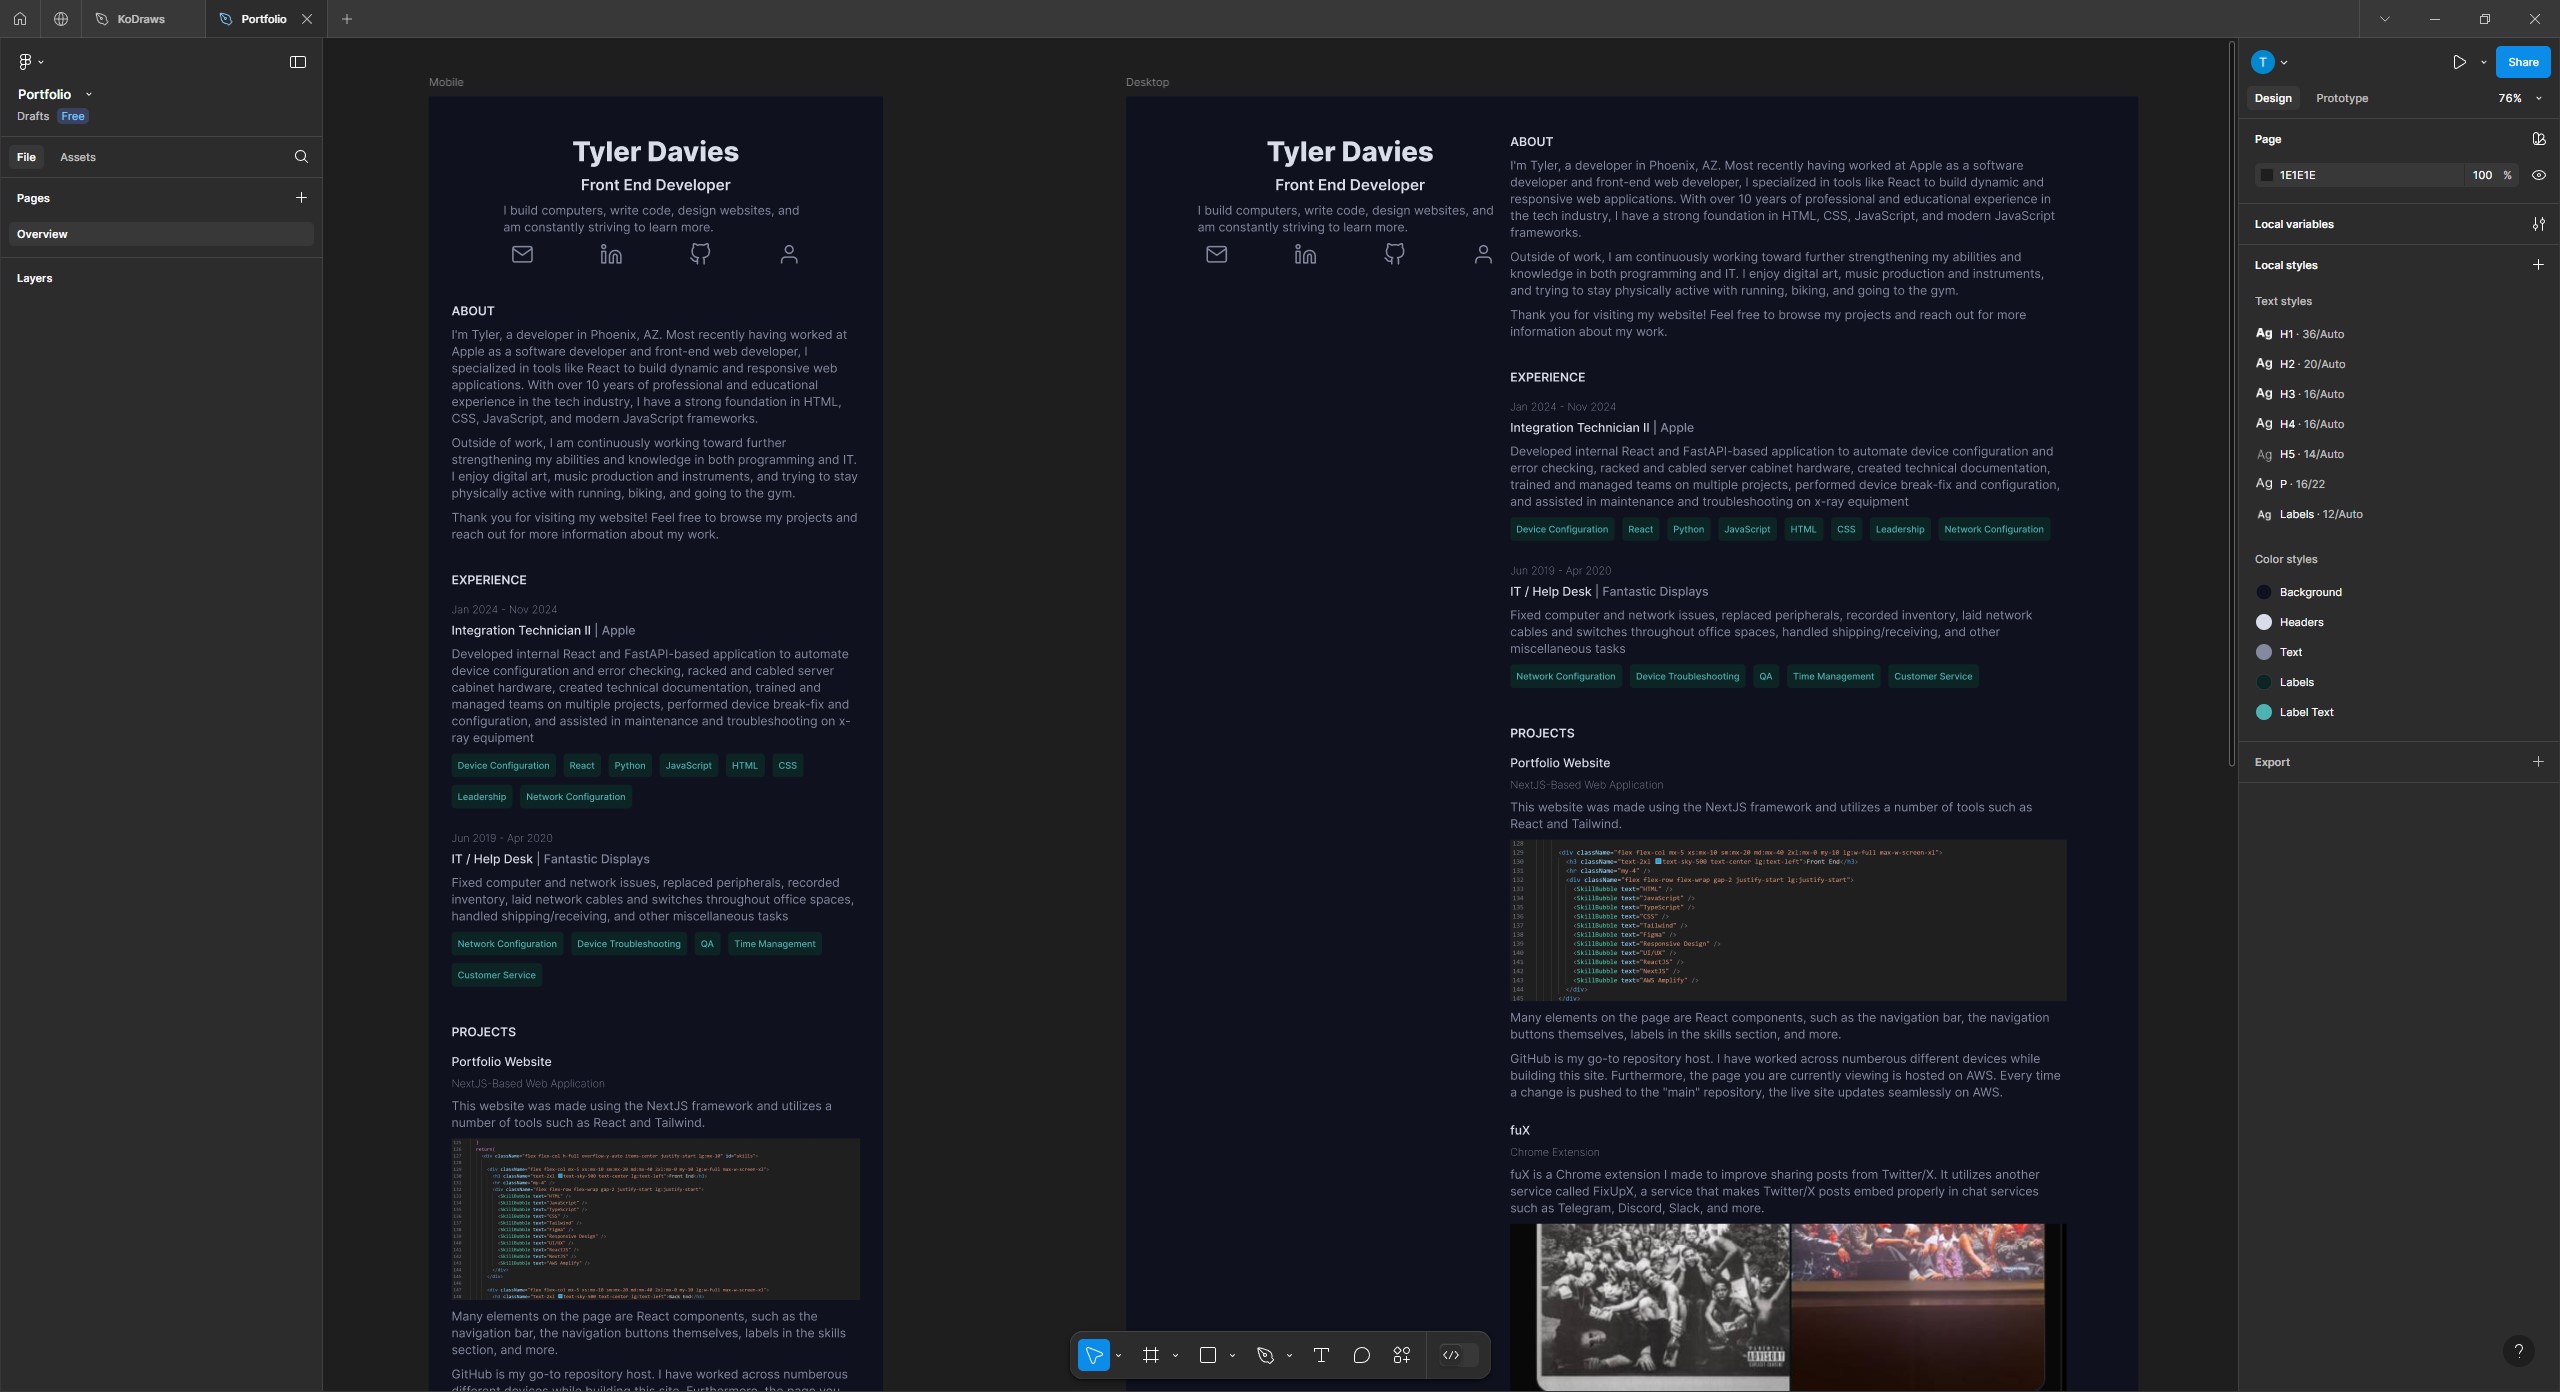 KoDraws
Portfolio
Portfolio
Drafts Free
File Assets
Pages
Overview
Layers
Mobile
Tyler Davies
Front End Developer
I build computers, write code, design websites, and
am constantly striving to learn more.
ABOUT
I'm Tyler, a developer in Phoenix, AZ. Most recently having worked at
Apple as a software developer and front-end web developer, I
specialized in tools like React to build dynamic and responsive web
applications. With over 10 years of professional and educational
experience in the tech industry, I have a strong foundation in HTML,
CSS, JavaScript, and modern JavaScript frameworks.
Outside of work, I am continuously working toward further
strengthening my abilities and knowledge in both programming and IT.
I enjoy digital art, music production and instruments, and trying to stay
physically active with running, biking, and going to the gym.
Thank you for visiting my website! Feel free to browse my projects and
reach out for more information about my work.
EXPERIENCE
Jan 2024 - Nov 2024
Integration Technician II | Apple
Developed internal React and FastAPI-based application to automate
device configuration and error checking, racked and cabled server
cabinet hardware, created technical documentation, trained and
managed teams on multiple projects, performed device break-fix and
configuration, and assisted in maintenance and troubleshooting on x-
ray equipment
Device Configuration React Python JavaScript HTML CSS
Leadership Network Configuration
Jun 2019 - Apr 2020
IT / Help Desk | Fantastic Displays
Fixed computer and network issues, replaced peripherals, recorded
inventory, laid network cables and switches throughout office spaces,
handled shipping/receiving, and other miscellaneous tasks
Network Configuration Device Troubleshooting QA Time Management
Customer Service
PROJECTS
Portfolio Website
NextJS-Based Web Application
This website was made using the NextJS framework and utilizes a
number of tools such as React and Tailwind.
Many elements on the page are React components, such as the
navigation bar, the navigation buttons themselves, labels in the skills
section, and more.
GitHub is my go-to repository host. I have worked across numberous
different devices while building this site. Furthermore, the page you
Desktop
Tyler Davies
Front End Developer
I build computers, write code, design websites, and
am constantly striving to learn more.
ABOUT
I'm Tyler, a developer in Phoenix, AZ. Most recently having worked at Apple as a software
developer and front-end web developer, I specialized in tools like React to build dynamic and
responsive web applications. With over 10 years of professional and educational experience in
the tech industry, I have a strong foundation in HTML, CSS, JavaScript, and modern JavaScript
frameworks.
Outside of work, I am continuously working toward further strengthening my abilities and
knowledge in both programming and IT. I enjoy digital art, music production and instruments,
and trying to stay physically active with running, biking, and going to the gym.
Thank you for visiting my website! Feel free to browse my projects and reach out for more
information about my work.
EXPERIENCE
Jan 2024 - Nov 2024
Integration Technician II | Apple
Developed internal React and FastAPI-based application to automate device configuration and
error checking, racked and cabled server cabinet hardware, created technical documentation,
trained and managed teams on multiple projects, performed device break-fix and configuration,
and assisted in maintenance and troubleshooting on x-ray equipment
Device Configuration React Python JavaScript HTML CSS Leadership Network Configuration
Jun 2019 - Apr 2020
IT / Help Desk | Fantastic Displays
Fixed computer and network issues, replaced peripherals, recorded inventory, laid network
cables and switches throughout office spaces, handled shipping/receiving, and other
miscellaneous tasks
Network Configuration Device Troubleshooting QA Time Management Customer Service
PROJECTS
Portfolio Website
NextJS-Based Web Application
This website was made using the NextJS framework and utilizes a number of tools such as
React and Tailwind.
128
129 <div className="flex flex-col mx-5 xs:mx-10 sm:mx-20 md:mx-40 2xl:mx-0 my-10 lg:w-full max-w-screen-xl">
130 <h3 className="text-2xl text-sky-500 text-center lg:text-left">Front End</h3>
131 <hr className="my-4" />
132 <div className="flex flex-row flex-wrap gap-2 justify-start lg:justify-start">
133 <SkillBubble text="HTML" />
134 <SkillBubble text="JavaScript" />
135 <SkillBubble text="TypeScript" />
136 <SkillBubble text="CSS" />
137 <SkillBubble text="Tailwind" />
138 <SkillBubble text="Figma" />
139 <SkillBubble text="Responsive Design" />
140 <SkillBubble text="UI/UX" />
141 <SkillBubble text="ReactJS" />
142 <SkillBubble text="NextJS" />
143 <SkillBubble text="AWS Amplify" />
144 </div>
145 </div>
Many elements on the page are React components, such as the navigation bar, the navigation
buttons themselves, labels in the skills section, and more.
GitHub is my go-to repository host. I have worked across numberous different devices while
building this site. Furthermore, the page you are currently viewing is hosted on AWS. Every time
a change is pushed to the "main" repository, the live site updates seamlessly on AWS.
fuX
Chrome Extension
fuX is a Chrome extension I made to improve sharing posts from Twitter/X. It utilizes another
service called FixUpX, a service that makes Twitter/X posts embed properly in chat services
such as Telegram, Discord, Slack, and more.
T
Share
Design Prototype 76%
Page
1E1E1E 100 %
Local variables
Local styles
Text styles
Ag H1 · 36/Auto
Ag H2 · 20/Auto
Ag H3 · 16/Auto
Ag H4 · 16/Auto
Ag H5 · 14/Auto
Ag P · 16/22
Ag Labels · 12/Auto
Color styles
Background
Headers
Text
Labels
Label Text
Export
?